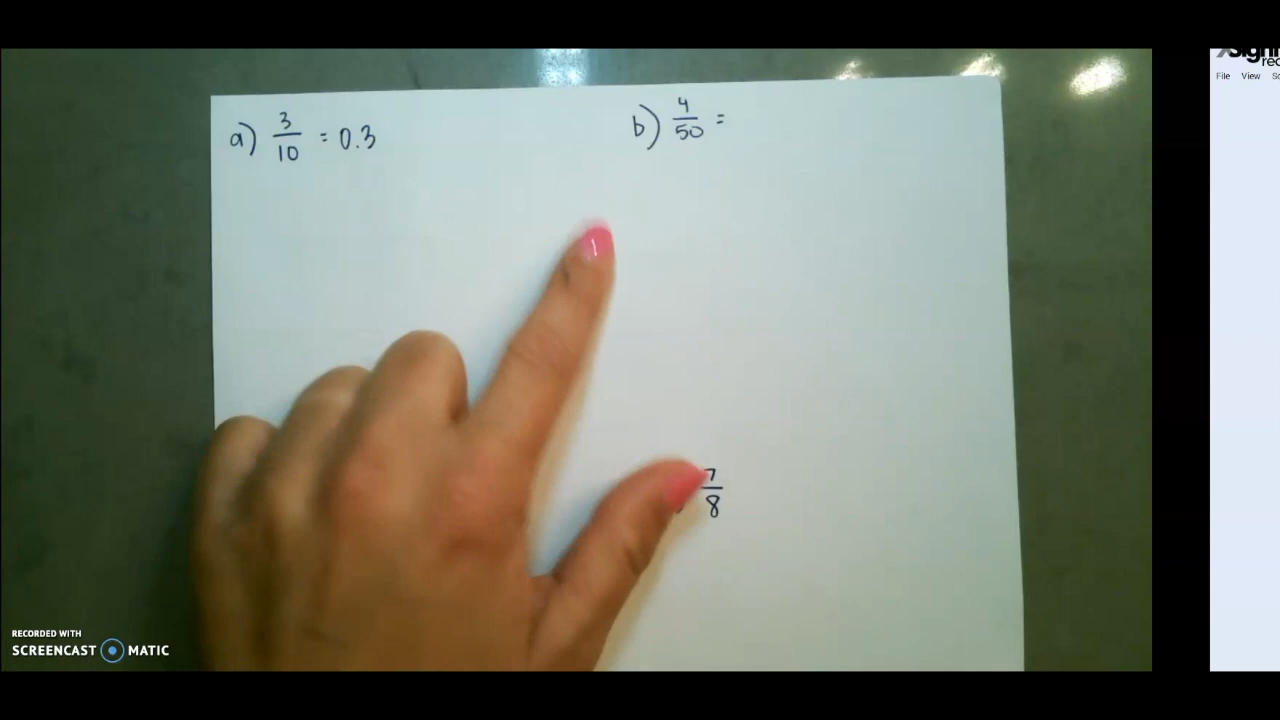 a) 3/10 = 0.3
b) 4/50 =
7/8
RECORDED WITH
SCREENCAST MATIC
File View